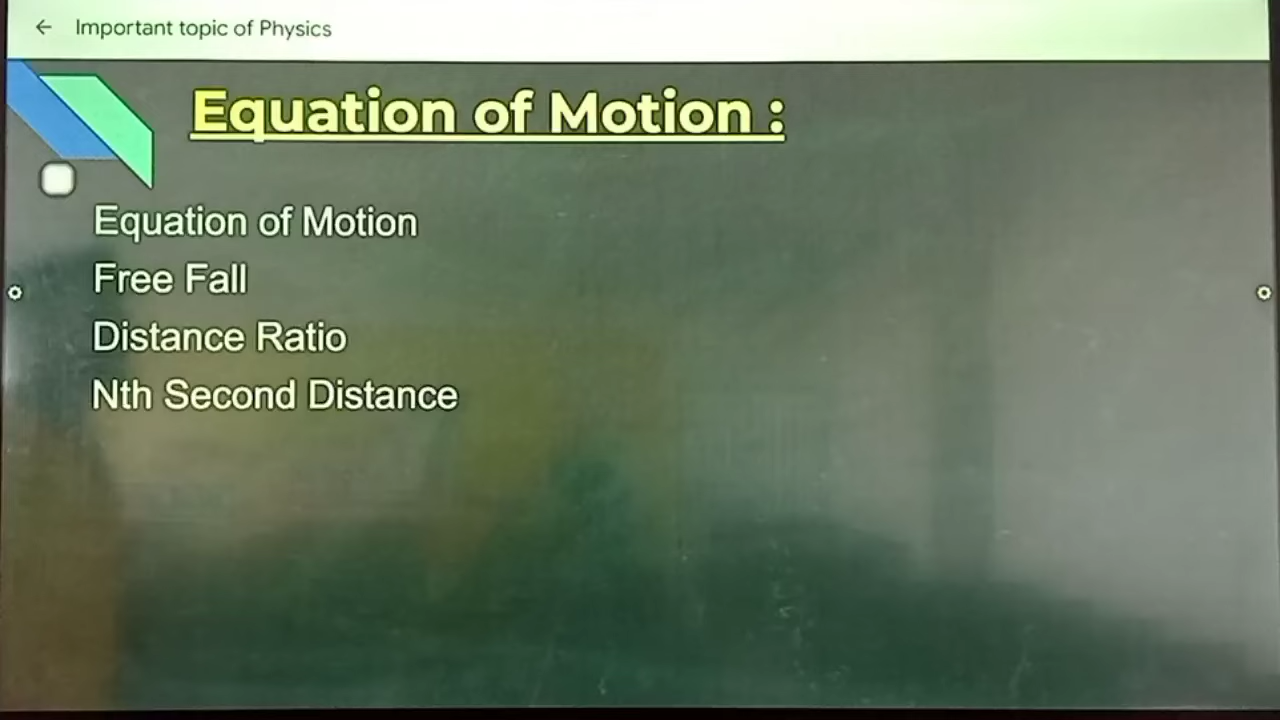 ← Important topic of Physics
Equation of Motion :
Equation of Motion
Free Fall
Distance Ratio
Nth Second Distance